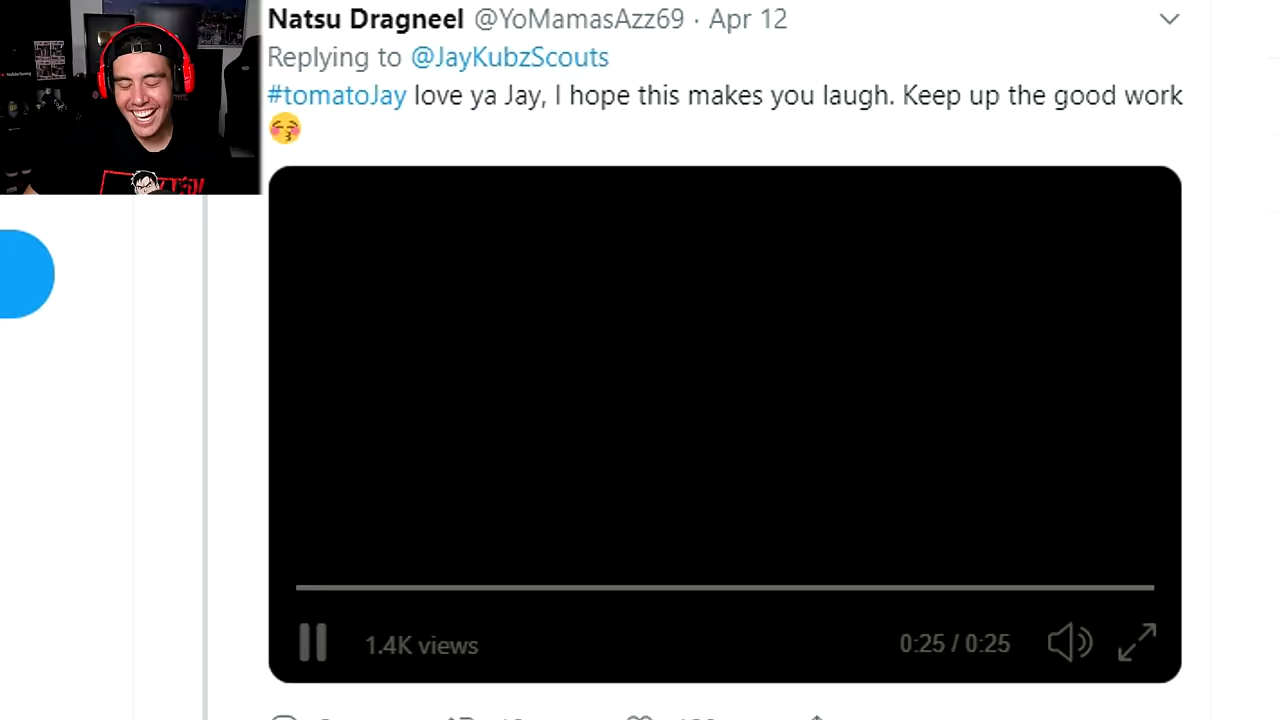 Natsu Dragneel @YoMamasAzz69 · Apr 12
Replying to @JayKubzScouts
#tomatoJay love ya Jay, I hope this makes you laugh. Keep up the good work
😚
1.4K views
0:25 / 0:25